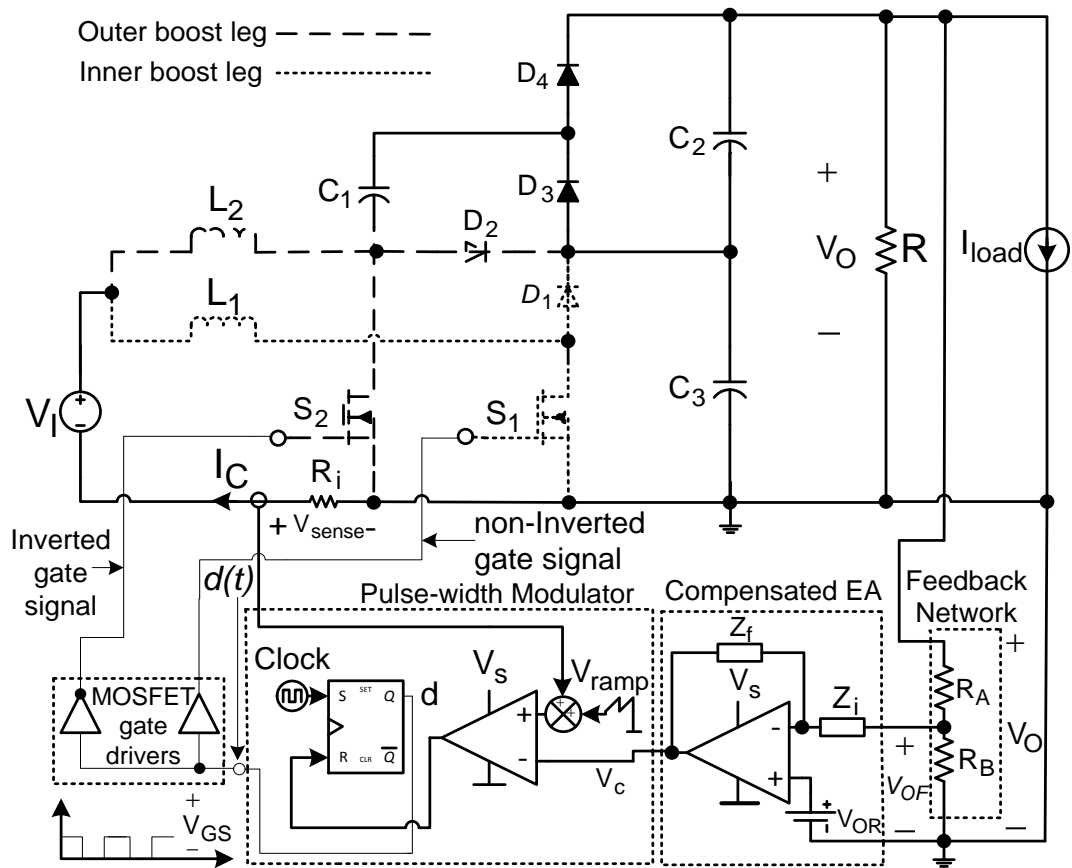 Outer boost leg
Inner boost leg
D4
C2
C1
D3
L2
D2
+
VO
−
R
Iload
D1
L1
+
-
VI
S2
S1
C3
IC
Ri
+ Vsense-
non-Inverted
gate signal
Inverted
gate
signal
d(t)
Pulse-width Modulator
Compensated EA
Feedback
Network
Clock
S SET Q
R CLR Q
d
Vs
+
-
+
+
Vramp
Vc
Zf
Vs
-
+
Zi
VOR
+
-
RA
RB
+
VOF
−
+
VO
−
MOSFET
gate
drivers
+
VGS
-